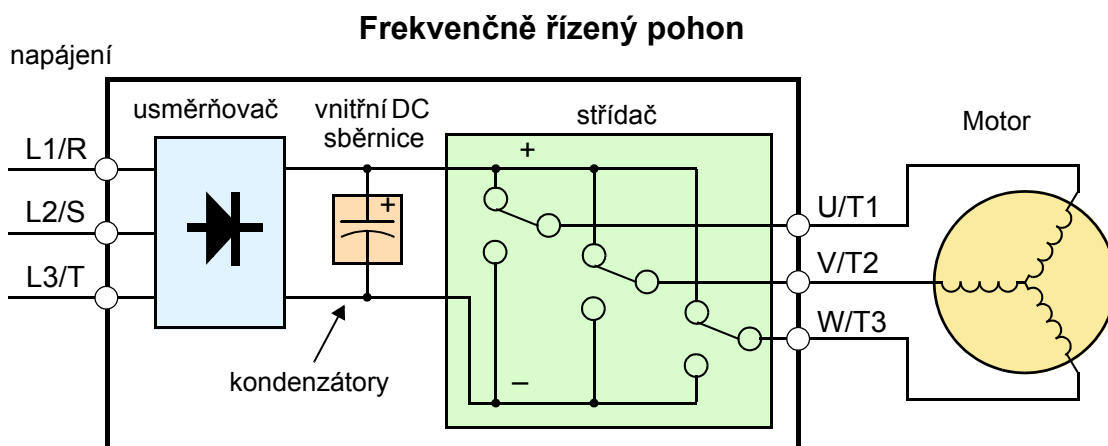 Frekvenčně řízený pohon
napájení
usměrňovač
vnitřní DC
sběrnice
střídač
Motor
L1/R
L2/S
L3/T
+
+
–
U/T1
V/T2
W/T3
kondenzátory